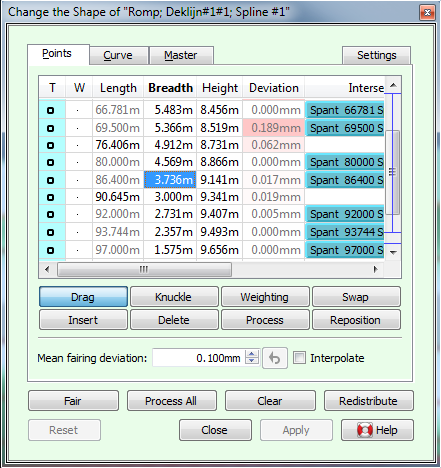 Change the Shape of "Romp; Deklijn#1#1; Spline #1"
Points Curve Master Settings
T W Length Breadth Height Deviation Interse
66.781m 5.483m 8.456m 0.000mm Spant 66781 S
69.500m 5.366m 8.519m 0.189mm Spant 69500 S
76.406m 4.912m 8.731m 0.062mm
80.000m 4.569m 8.866m 0.000mm Spant 80000 S
86.400m 3.736m 9.141m 0.017mm Spant 86400 S
90.645m 3.000m 9.341m 0.019mm
92.000m 2.731m 9.407m 0.005mm Spant 92000 S
93.744m 2.357m 9.493m 0.000mm Spant 93744 S
97.000m 1.575m 9.656m 0.000mm Spant 97000 S
Drag Knuckle Weighting Swap
Insert Delete Process Reposition
Mean fairing deviation: 0.100mm Interpolate
Fair Process All Clear Redistribute
Reset Close Apply Help